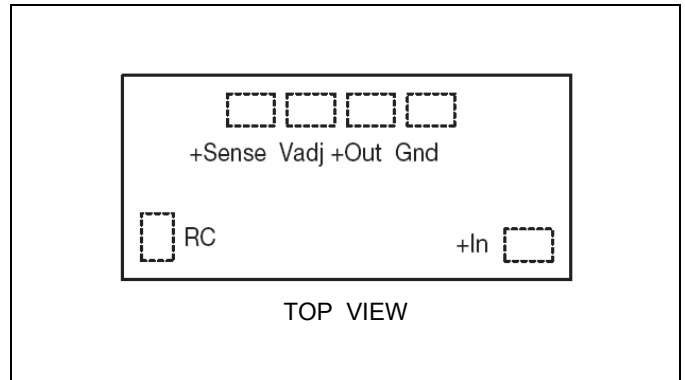 +Sense Vadj +Out Gnd
RC
+In
TOP VIEW